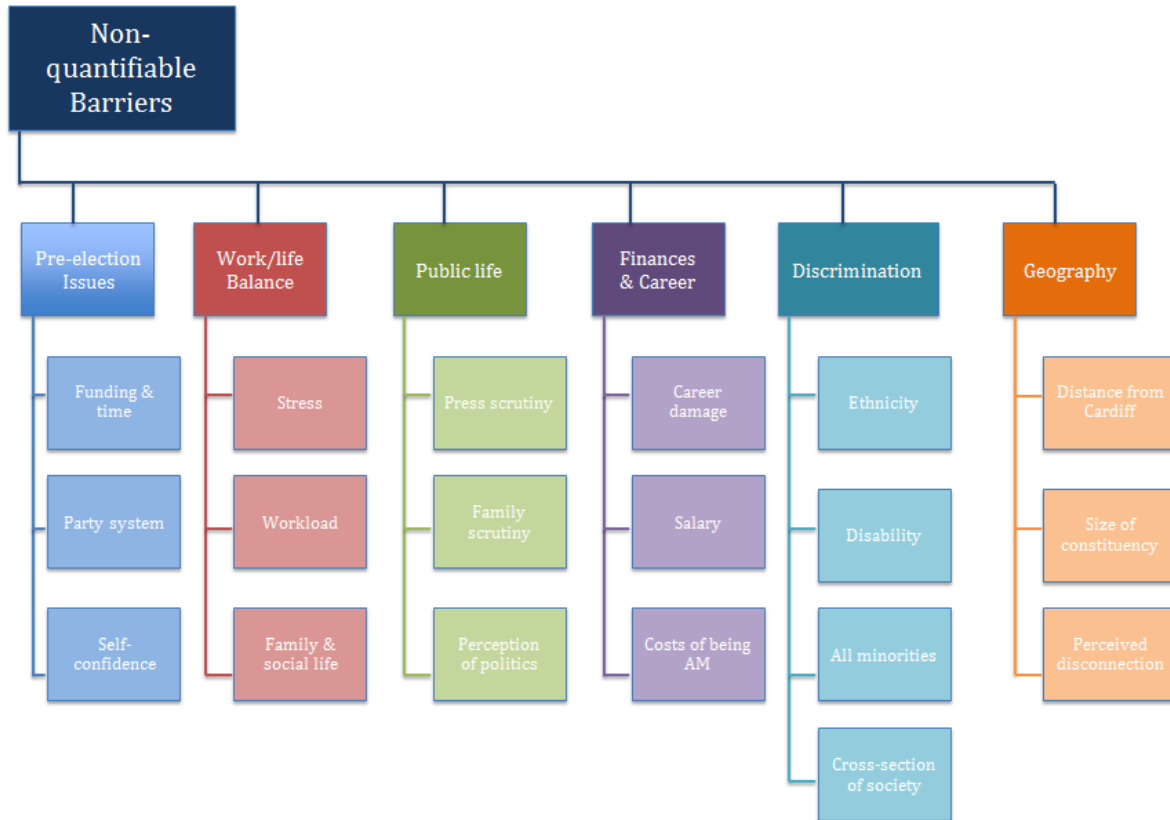 Non-
quantifiable
Barriers
Pre-election
Issues
Work/life
Balance
Public life
Finances
& Career
Discrimination
Geography
Funding &
time
Party system
Self-
confidence
Stress
Workload
Family &
social life
Press scrutiny
Family
scrutiny
Perception
of politics
Career
damage
Salary
Costs of being
AM
Ethnicity
Disability
All minorities
Cross-section
of society
Distance from
Cardiff
Size of
constituency
Perceived
disconnection